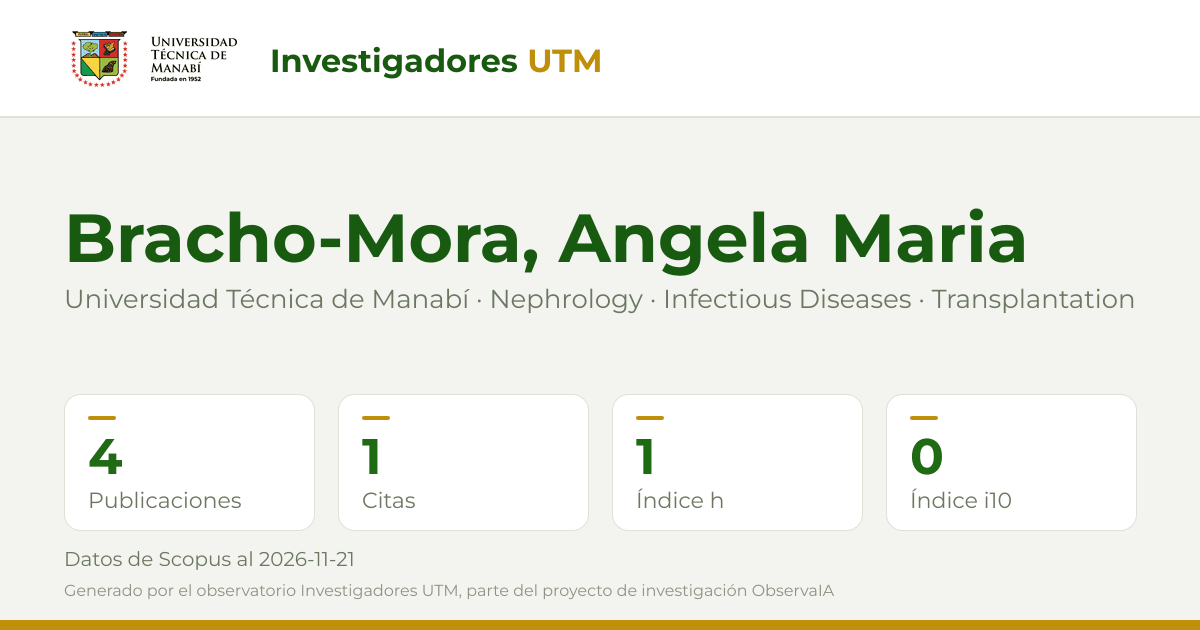 UNIVERSIDAD
TÉCNICA DE
MANABÍ
Fundada en 1952
Investigadores UTM
Bracho-Mora, Angela Maria
Universidad Técnica de Manabí · Nephrology · Infectious Diseases · Transplantation
4
Publicaciones
1
Citas
1
Índice h
0
Índice i10
Datos de Scopus al 2026-11-21
Generado por el observatorio Investigadores UTM, parte del proyecto de investigación ObservaIA